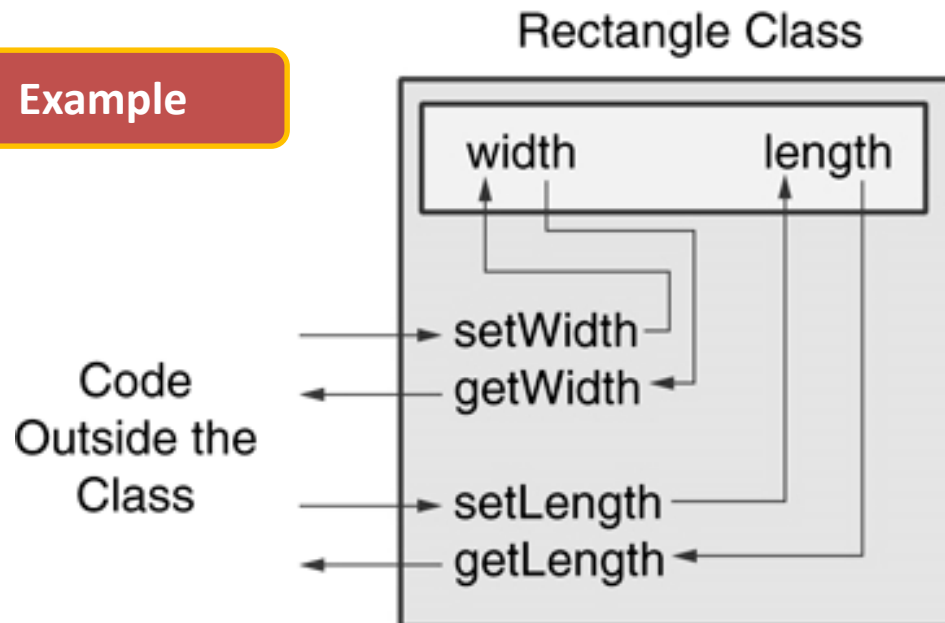 Rectangle Class
Example
width length
setWidth
getWidth
Code
Outside the
Class
setLength
getLength